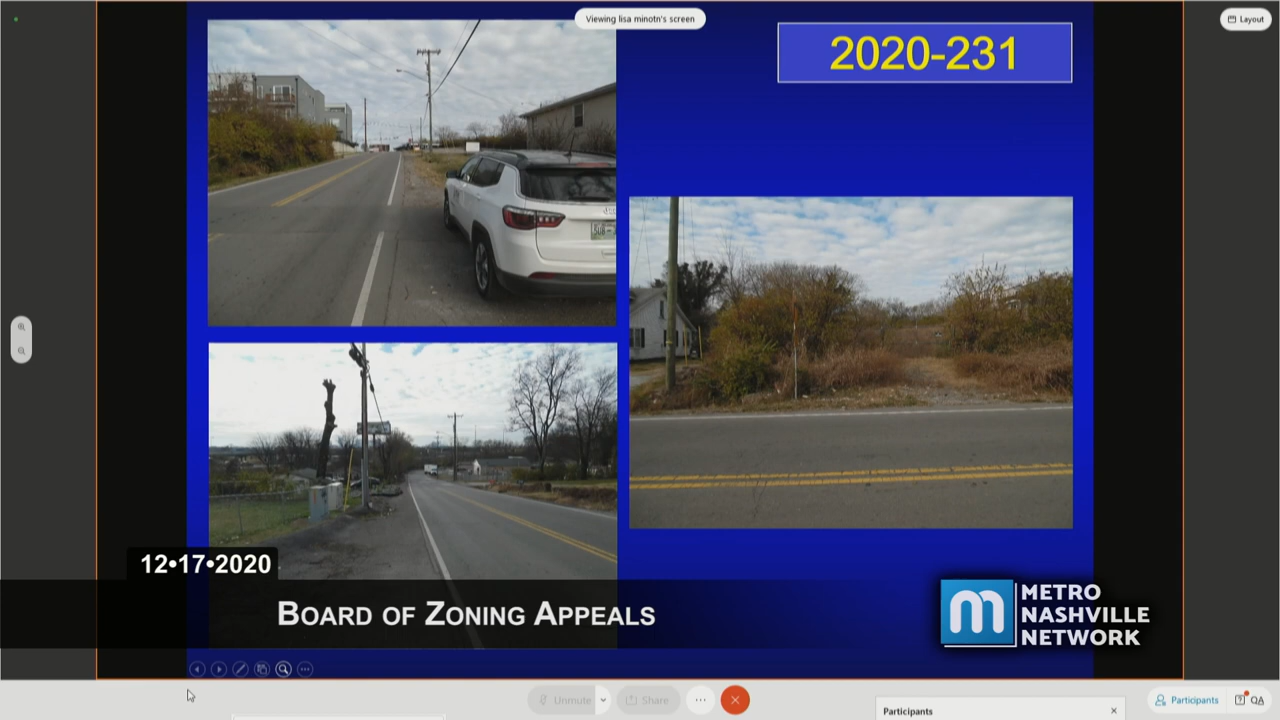 Viewing lisa minotn's screen
Layout
2020-231
12•17•2020
BOARD OF ZONING APPEALS
METRO
NASHVILLE
NETWORK
Unmute
Share
Participants
Participants
QA